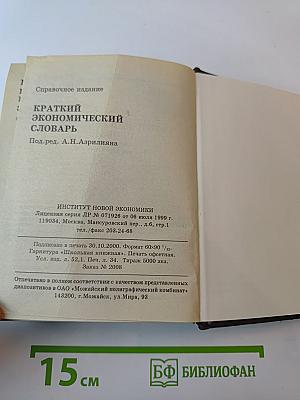 Справочное издание
КРАТКИЙ
ЭКОНОМИЧЕСКИЙ
СЛОВАРЬ
Под.ред. А.Н.Азрилияна
ИНСТИТУТ НОВОЙ ЭКОНОМИКИ
Лицензия серия ЛР № 071926 от 06 июля 1999 г.
119034, Москва, Мансуровский пер., д.6, стр.1
тел./факс 203-24-68
Подписано в печать 30.10.2000. Формат 60×90
Гарнитура «Школьная книжная». Печать офсетная.
Усл. изд. л. 52,1. Печ. л. 34. Тираж 5000 экз.
Заказ № 2098
Отпечатано в полном соответствии с качеством представленных
диапозитивов в ОАО «Можайский полиграфический комбинат»
143200, г.Можайск, ул.Мира, 93
15 см
БФ БИБЛИОФАН